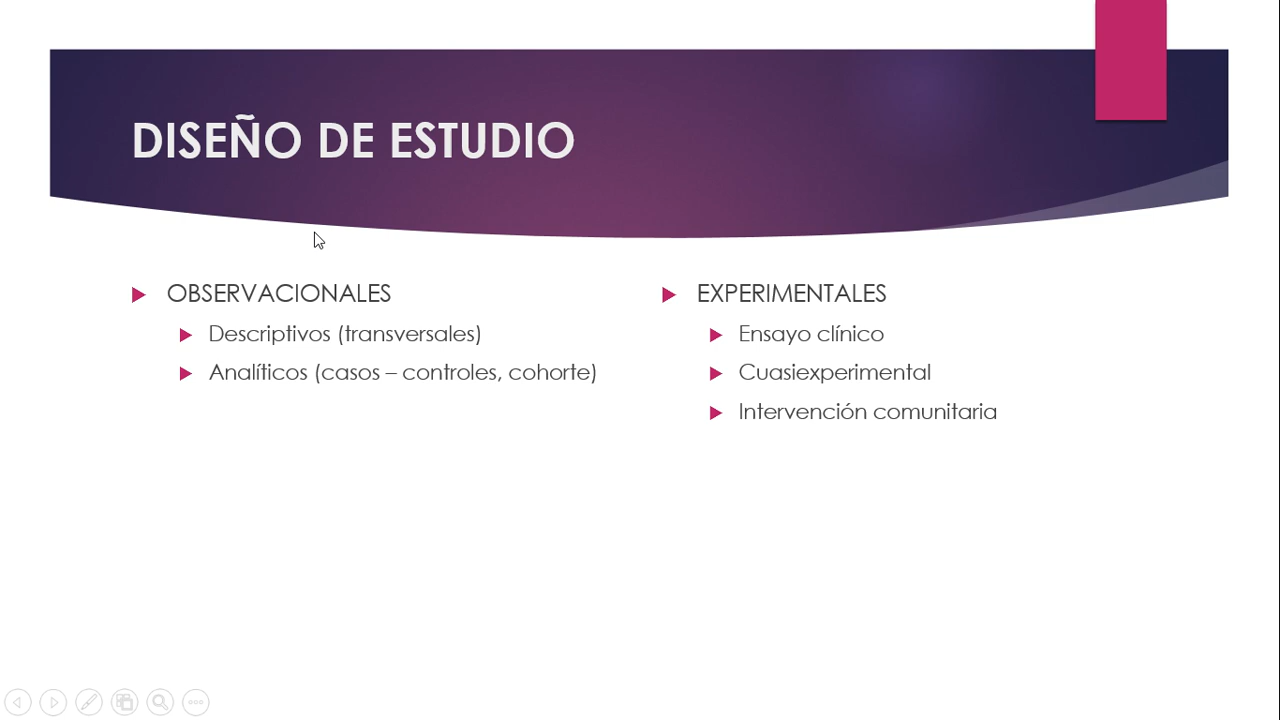 DISEÑO DE ESTUDIO
OBSERVACIONALES
Descriptivos (transversales)
Analíticos (casos – controles, cohorte)
EXPERIMENTALES
Ensayo clínico
Cuasiexperimental
Intervención comunitaria